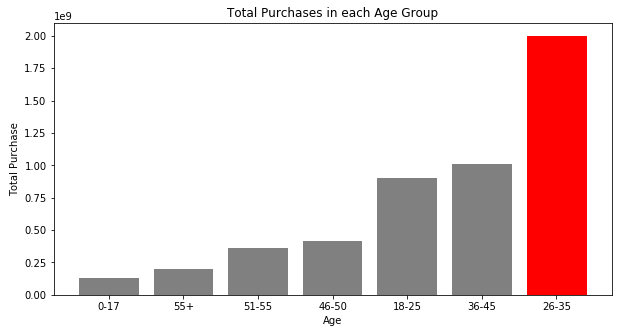 Total Purchases in each Age Group
1e9
2.00
1.75
1.50
1.25
1.00
0.75
0.50
0.25
0.00
Total Purchase
0-17 55+ 51-55 46-50 18-25 36-45 26-35
Age